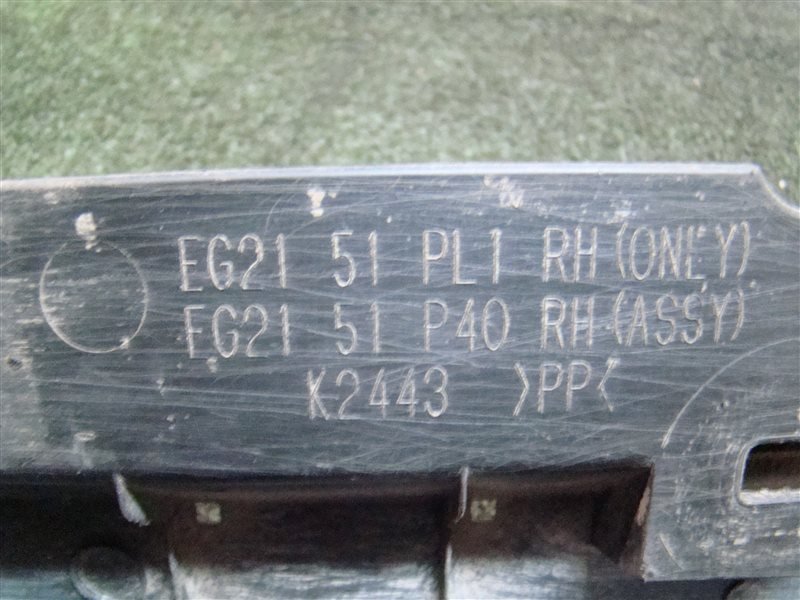 EG21 51 PL1 RH (ONLY)
EG21 51 P40 RH (ASSY)
K2443 >PP<